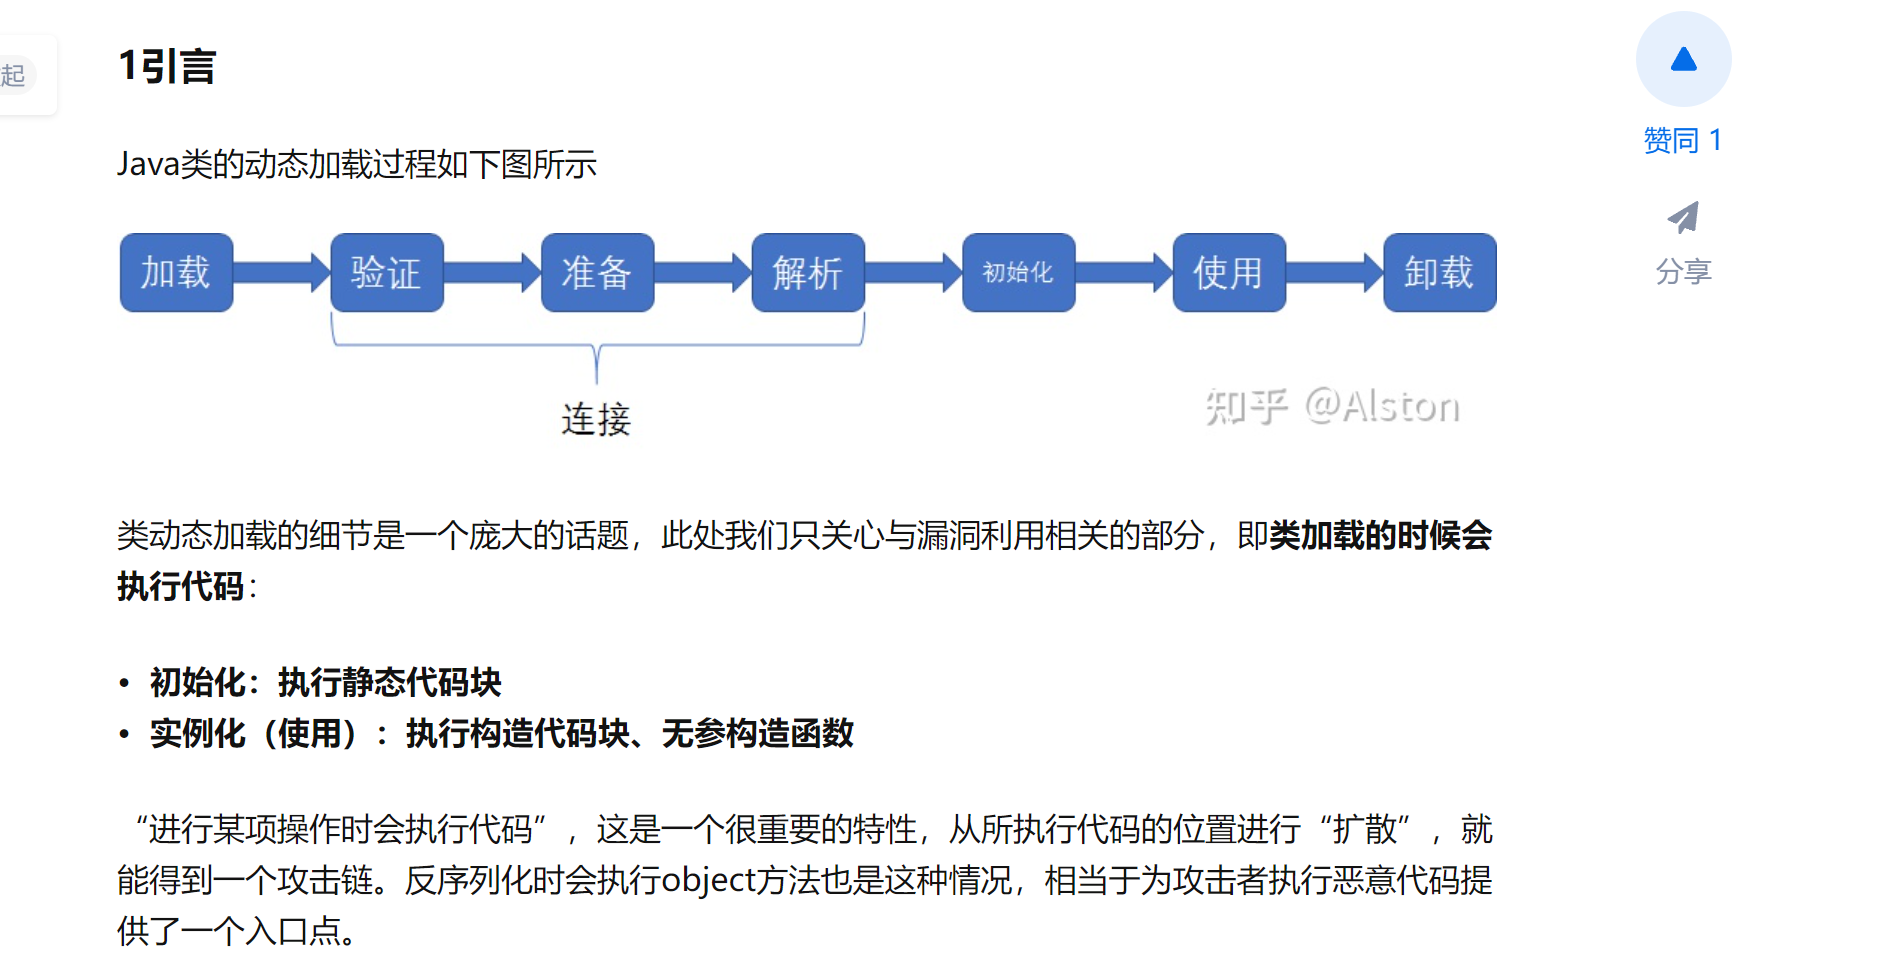 1引言
起
赞同 1
Java类的动态加载过程如下图所示
分享
加载 验证 准备 解析 初始化 使用 卸载
连接
知乎 @Alston
类动态加载的细节是一个庞大的话题，此处我们只关心与漏洞利用相关的部分，即类加载的时候会
执行代码：
• 初始化：执行静态代码块
• 实例化（使用）：执行构造代码块、无参构造函数
“进行某项操作时会执行代码”，这是一个很重要的特性，从所执行代码的位置进行“扩散”，就
能得到一个攻击链。反序列化时会执行object方法也是这种情况，相当于为攻击者执行恶意代码提
供了一个入口点。